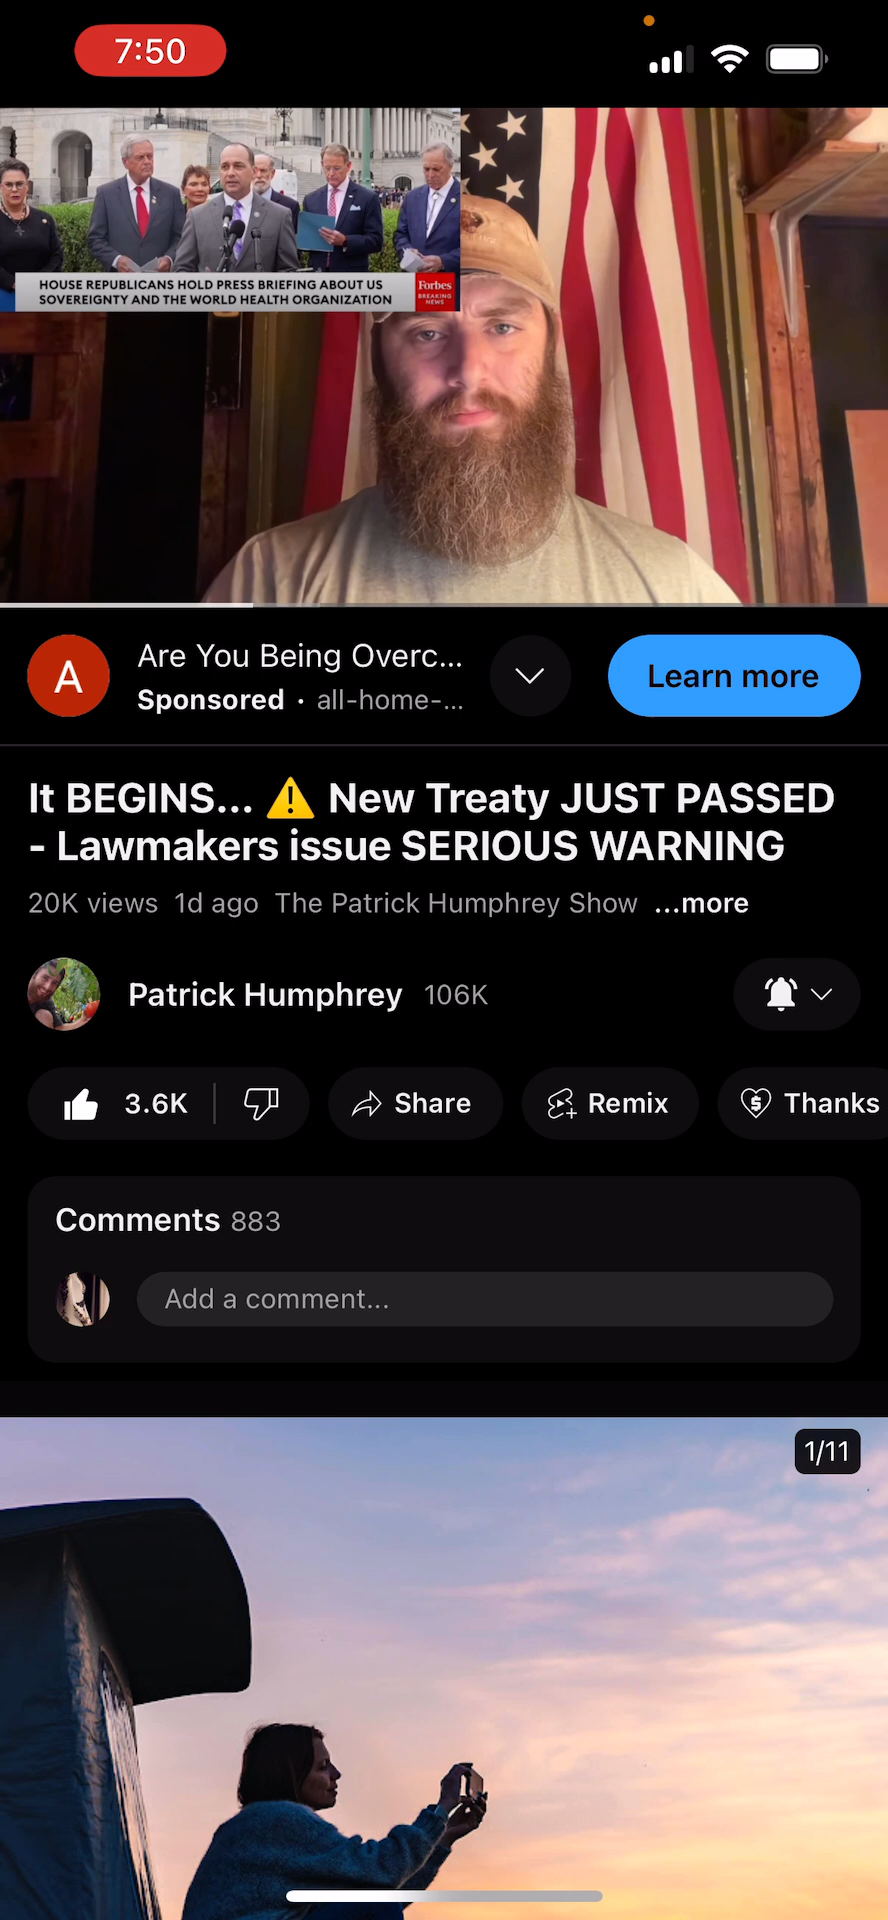 7:50
HOUSE REPUBLICANS HOLD PRESS BRIEFING ABOUT US
SOVEREIGNTY AND THE WORLD HEALTH ORGANIZATION
Forbes
BREAKING
NEWS
A
Are You Being Overc...
Sponsored · all-home-...
Learn more
It BEGINS... ⚠️ New Treaty JUST PASSED
- Lawmakers issue SERIOUS WARNING
20K views 1d ago The Patrick Humphrey Show ...more
Patrick Humphrey 106K
3.6K
Share
Remix
Thanks
Comments 883
Add a comment...
1/11